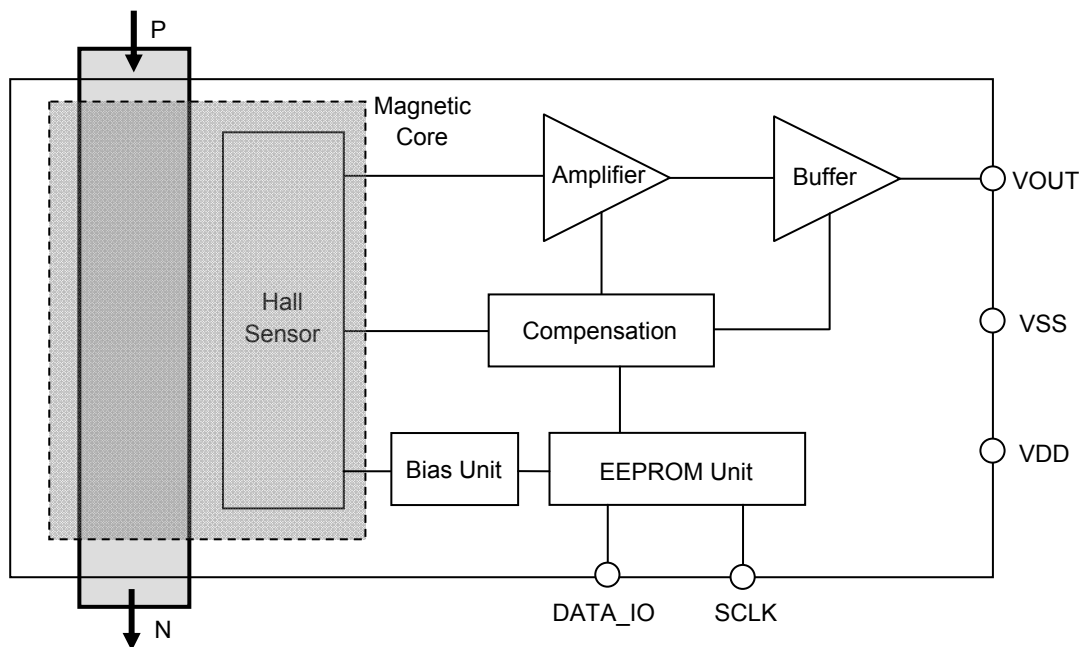 P
Magnetic
Core
Amplifier
Buffer
VOUT
Hall
Sensor
Compensation
VSS
Bias Unit
EEPROM Unit
VDD
DATA_IO
SCLK
N